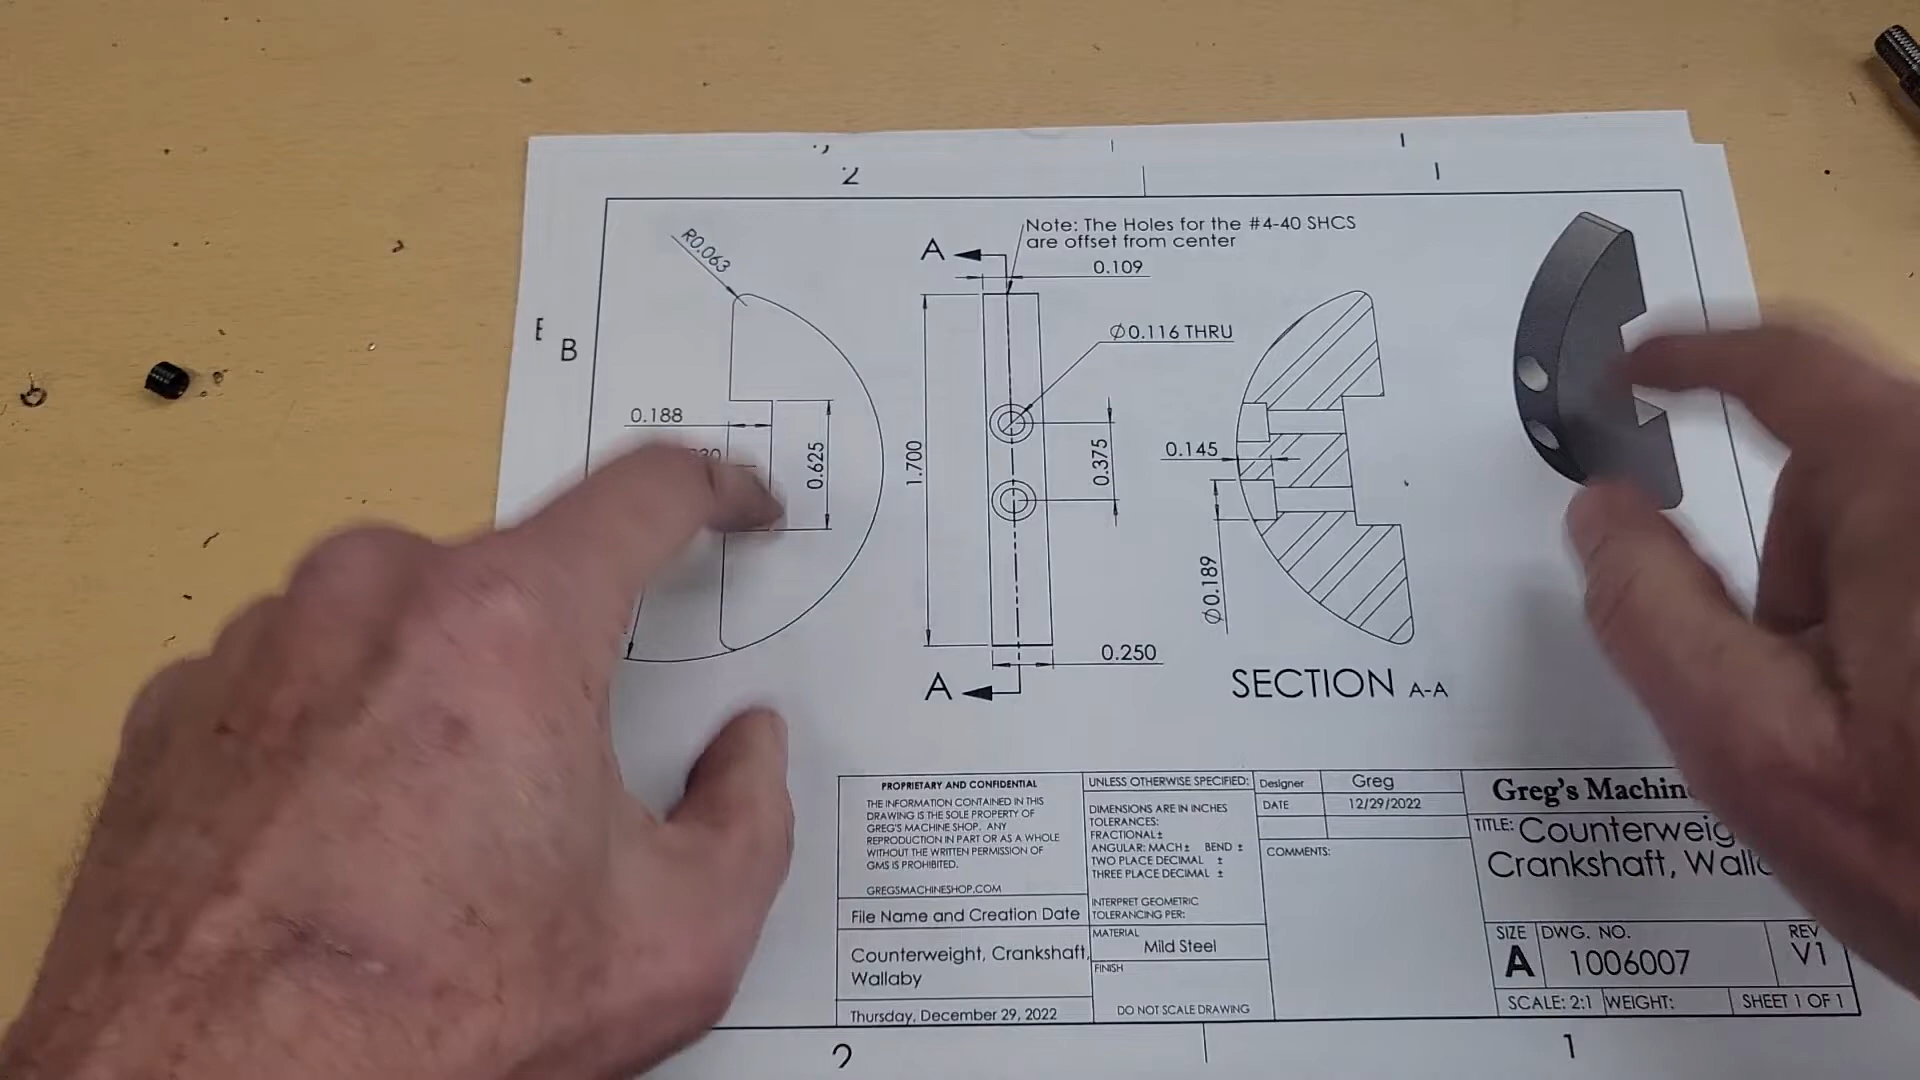 2
1
Note: The Holes for the #4-40 SHCS
are offset from center
R0.063
A
0.109
B
Ø0.116 THRU
0.188
0.625
1.700
0.375
0.145
Ø0.189
0.250
A
SECTION A-A
PROPRIETARY AND CONFIDENTIAL
THE INFORMATION CONTAINED IN THIS
DRAWING IS THE SOLE PROPERTY OF
GREG'S MACHINE SHOP. ANY
REPRODUCTION IN PART OR AS A WHOLE
WITHOUT THE WRITTEN PERMISSION OF
GMS IS PROHIBITED.
GREGSMACHINESHOP.COM
File Name and Creation Date
Counterweight, Crankshaft,
Wallaby
Thursday, December 29, 2022
UNLESS OTHERWISE SPECIFIED:
DIMENSIONS ARE IN INCHES
TOLERANCES:
FRACTIONAL±
ANGULAR: MACH± BEND ±
TWO PLACE DECIMAL ±
THREE PLACE DECIMAL ±
INTERPRET GEOMETRIC
TOLERANCING PER:
MATERIAL
Mild Steel
FINISH
DO NOT SCALE DRAWING
Designer Greg
DATE 12/29/2022
COMMENTS:
Greg's Machin
TITLE: Counterweig
Crankshaft, Walla
SIZE DWG. NO. REV
A 1006007 V1
SCALE: 2:1 WEIGHT: SHEET 1 OF 1
2
1